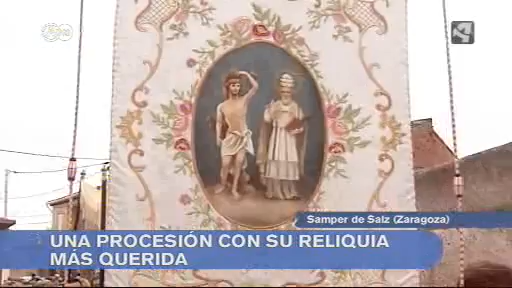 Samper de Salz (Zaragoza)
UNA PROCESIÓN CON SU RELIQUIA
MÁS QUERIDA